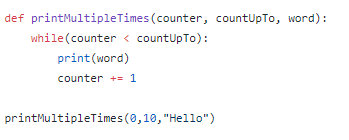 def printMultipleTimes(counter, countUpTo, word):
    while(counter < countUpTo):
        print(word)
        counter += 1

printMultipleTimes(0,10,"Hello")